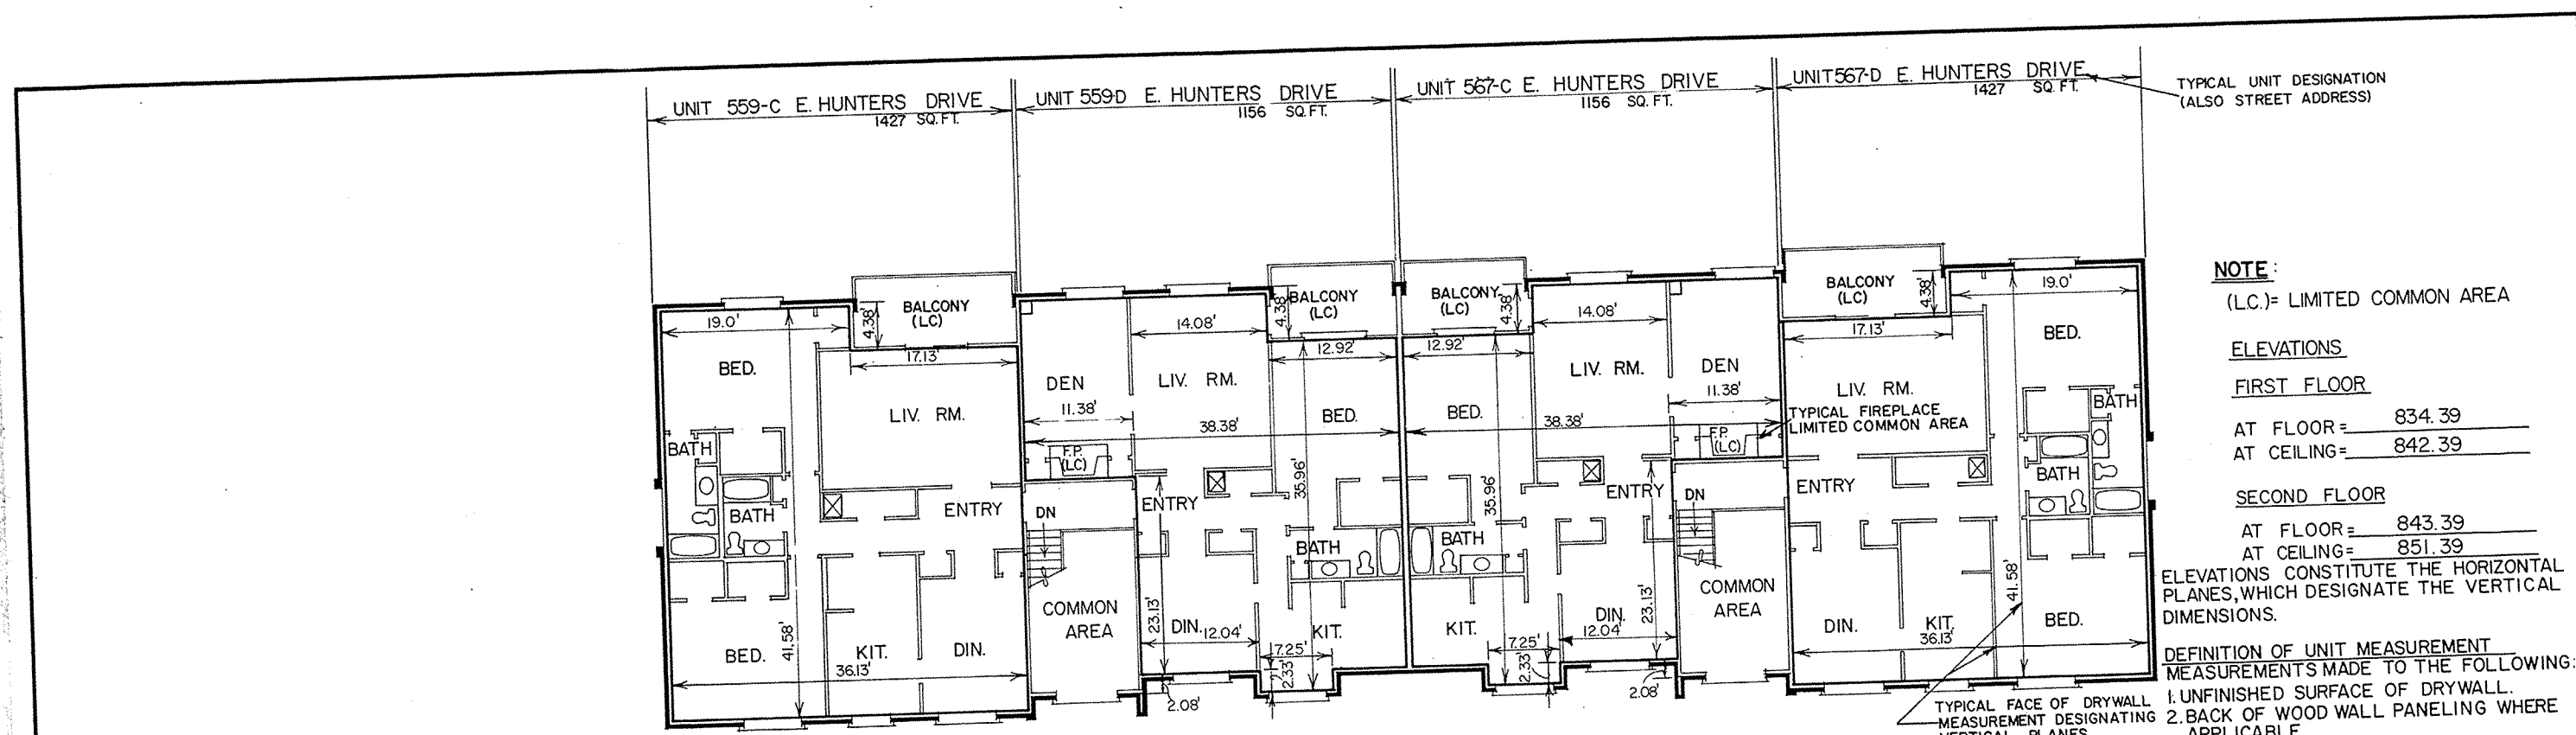 UNIT 559-C E. HUNTERS DRIVE
1427 SQ. FT.
UNIT 559-D E. HUNTERS DRIVE
1156 SQ. FT.
UNIT 567-C E. HUNTERS DRIVE
1156 SQ. FT.
UNIT 567-D E. HUNTERS DRIVE
1427 SQ. FT.
TYPICAL UNIT DESIGNATION
(ALSO STREET ADDRESS)
19.0'
4.38'
BALCONY
(LC)
17.13'
BED.
LIV. RM.
BATH
BATH
ENTRY
41.58'
BED.
KIT.
DIN.
36.13'
14.08'
4.38'
BALCONY
(LC)
12.92'
DEN
LIV. RM.
11.38'
BED.
38.38'
F.P.
(LC)
35.96'
DN
ENTRY
BATH
COMMON
AREA
23.13'
DIN.
12.04'
KIT.
7.25'
2.33'
2.08'
BALCONY
(LC)
4.38'
14.08'
12.92'
LIV. RM.
DEN
11.38'
BED.
38.38'
TYPICAL FIREPLACE
LIMITED COMMON AREA
F.P.
(LC)
35.96'
ENTRY
DN
BATH
COMMON
AREA
23.13'
DIN.
12.04'
KIT.
7.25'
2.33'
2.08'
BALCONY
(LC)
4.38'
19.0'
17.13'
BED.
LIV. RM.
BATH
BATH
ENTRY
41.58'
DIN.
KIT.
BED.
36.13'
TYPICAL FACE OF DRYWALL
MEASUREMENT DESIGNATING
VERTICAL PLANES
NOTE:
(L.C.)= LIMITED COMMON AREA
ELEVATIONS
FIRST FLOOR
AT FLOOR= 834.39
AT CEILING= 842.39
SECOND FLOOR
AT FLOOR= 843.39
AT CEILING= 851.39
ELEVATIONS CONSTITUTE THE HORIZONTAL
PLANES, WHICH DESIGNATE THE VERTICAL
DIMENSIONS.
DEFINITION OF UNIT MEASUREMENT
MEASUREMENTS MADE TO THE FOLLOWING:
1. UNFINISHED SURFACE OF DRYWALL.
2. BACK OF WOOD WALL PANELING WHERE
APPLICABLE